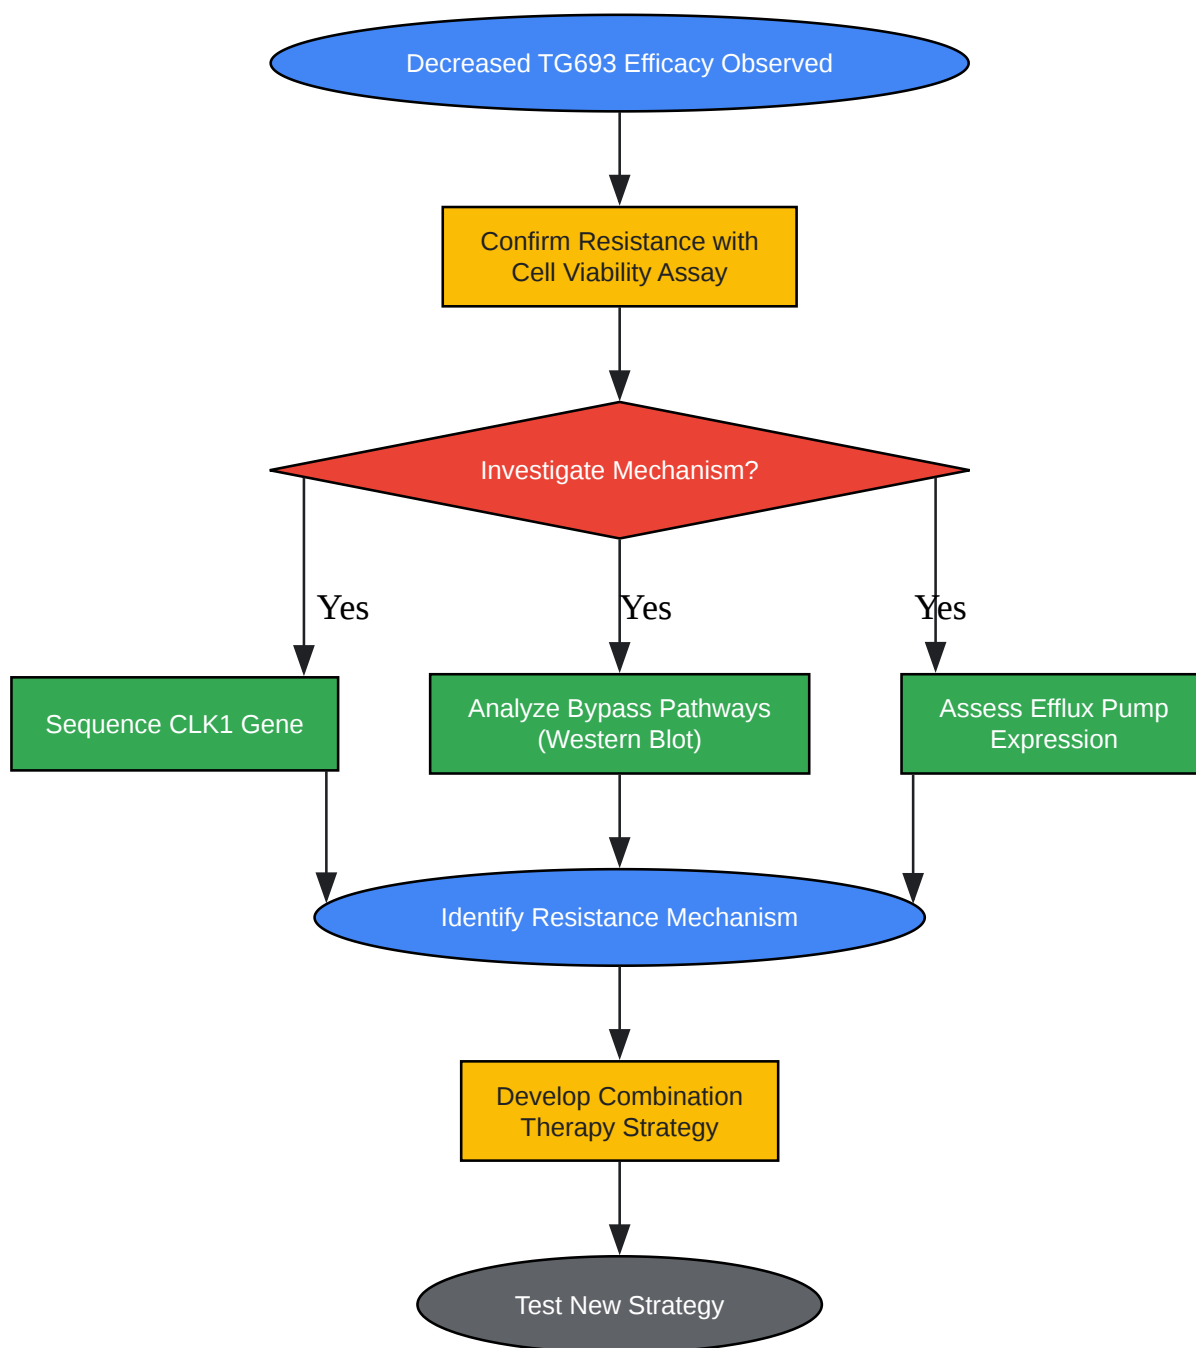 Decreased TG693 Efficacy Observed
Confirm Resistance with
Cell Viability Assay
Investigate Mechanism?
Yes
Yes
Yes
Sequence CLK1 Gene
Analyze Bypass Pathways
(Western Blot)
Assess Efflux Pump
Expression
Identify Resistance Mechanism
Develop Combination
Therapy Strategy
Test New Strategy